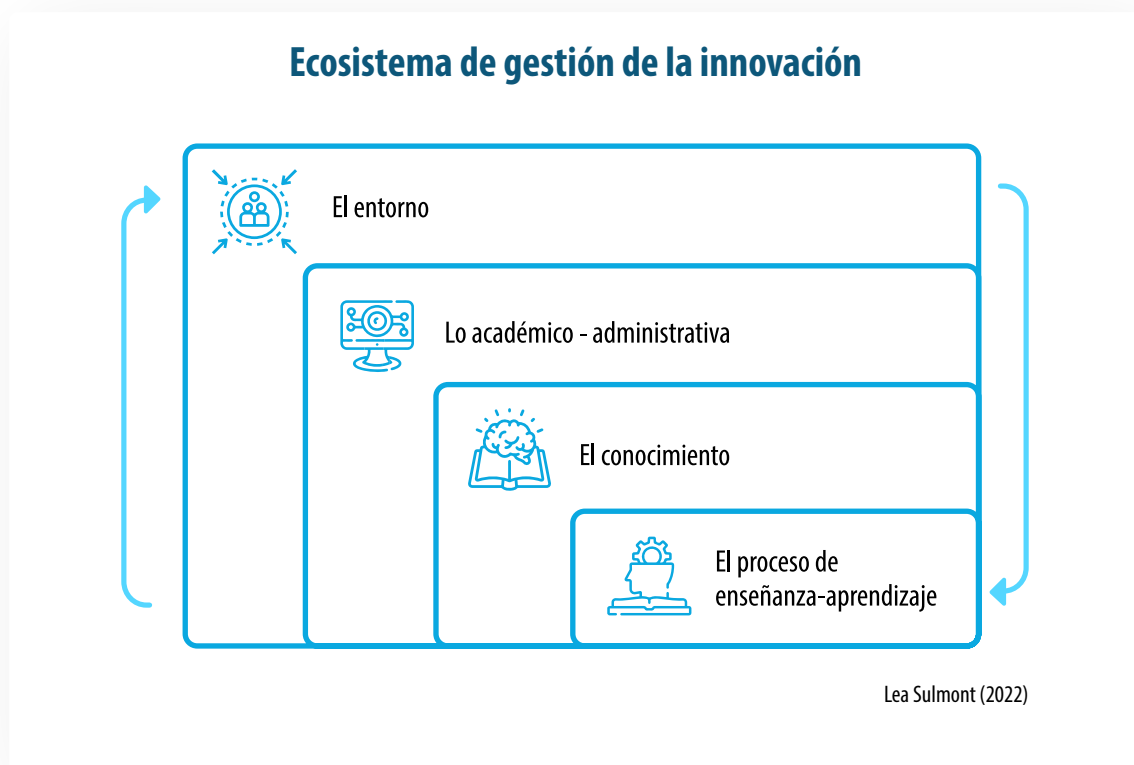 Ecosistema de gestión de la innovación
El entorno
Lo académico - administrativa
El conocimiento
El proceso de
enseñanza-aprendizaje
Lea Sulmont (2022)